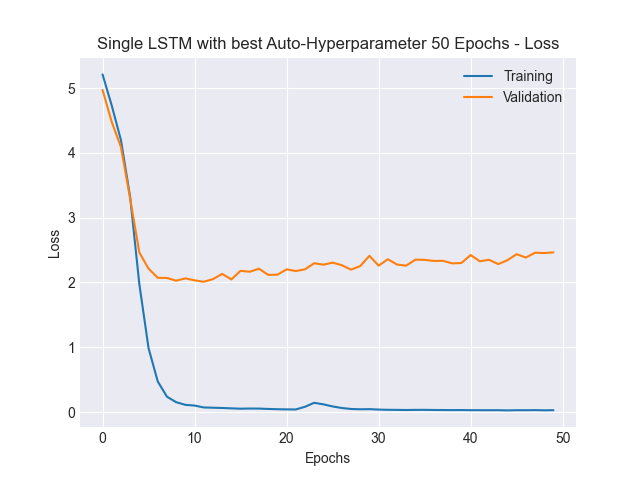 Single LSTM with best Auto-Hyperparameter 50 Epochs - Loss
Training
Validation
5
4
3
2
1
0
Loss
0
10
20
30
40
50
Epochs